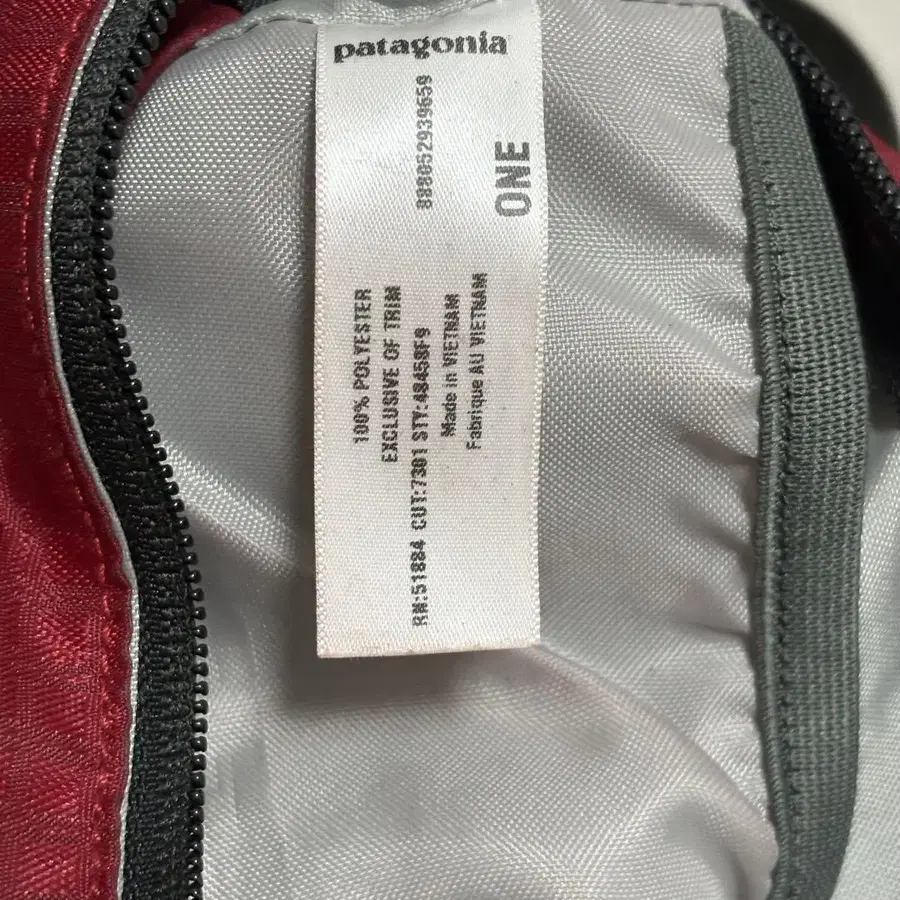 patagonia
889052939659
ONE
100% POLYESTER
EXCLUSIVE OF TRIM
RN:51884 CUT:7301 STY:48458F9
Made in VIETNAM
Fabrique AU VIETNAM